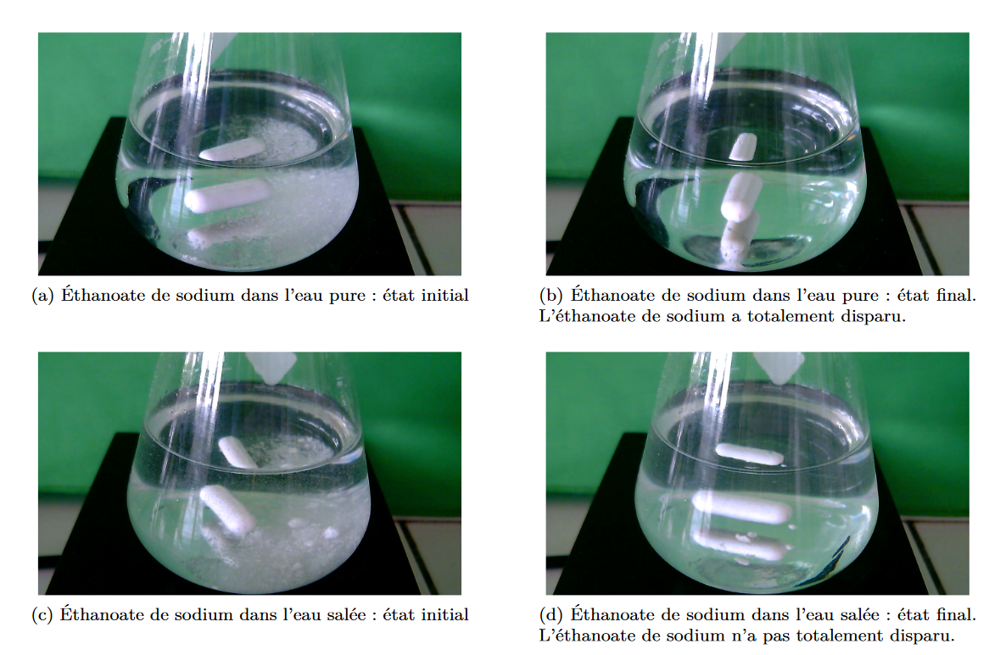 (a) Éthanoate de sodium dans l'eau pure : état initial
(b) Éthanoate de sodium dans l'eau pure : état final.
L'éthanoate de sodium a totalement disparu.
(c) Éthanoate de sodium dans l'eau salée : état initial
(d) Éthanoate de sodium dans l'eau salée : état final.
L'éthanoate de sodium n'a pas totalement disparu.